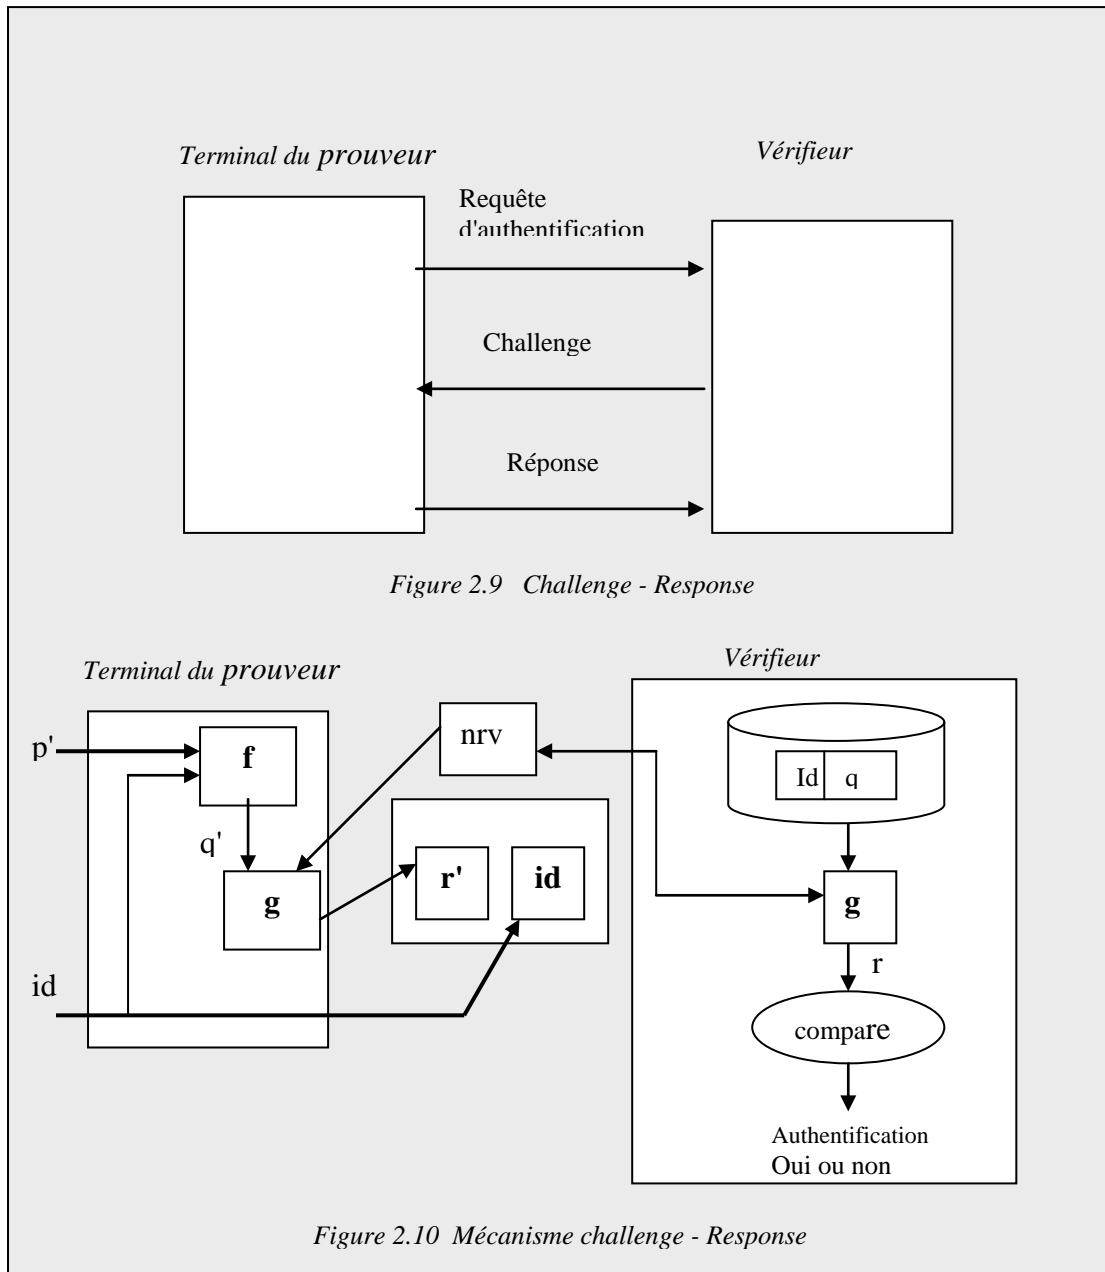 Terminal du prouveur
Vérifieur
Requête
d'authentification
Challenge
Réponse
Figure 2.9 Challenge - Response
Terminal du prouveur
Vérifieur
p'
f
nrv
Id q
q'
g
r' id
g
id
r
compare
Authentification
Oui ou non
Figure 2.10 Mécanisme challenge - Response